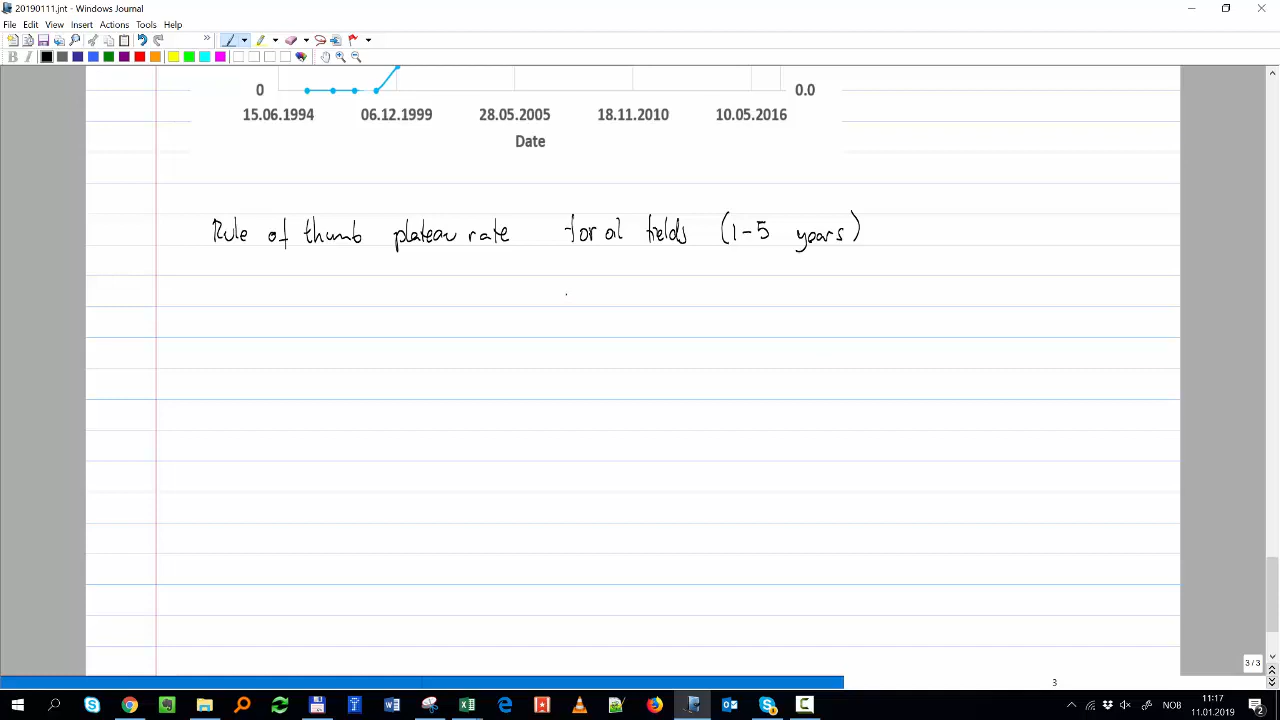 20190111.jnt - Windows Journal
File Edit View Insert Actions Tools Help
0 0.0
15.06.1994 06.12.1999 28.05.2005 18.11.2010 10.05.2016
Date
Rule of thumb plateau rate for oil fields (1-5 years)
3/3
3
NOB
11:17
11.01.2019
2